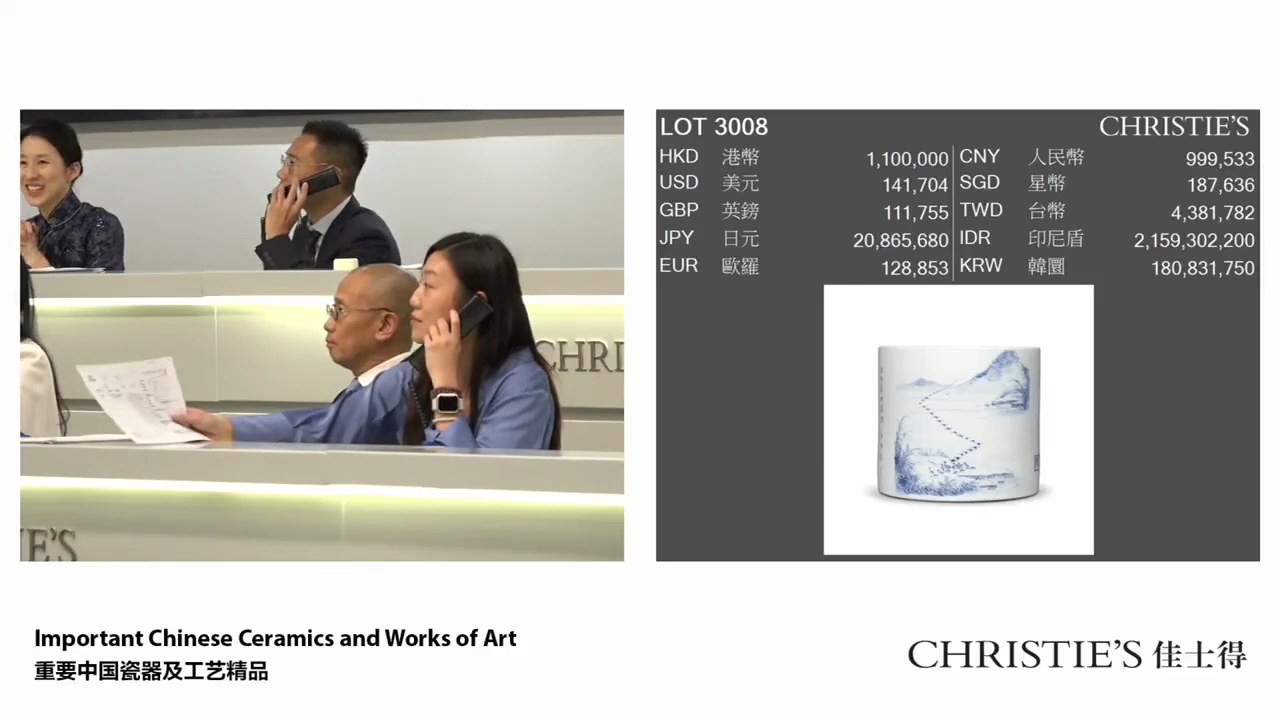 LOT 3008
CHRISTIE'S
HKD 港幣 1,100,000 CNY 人民幣 999,533
USD 美元 141,704 SGD 星幣 187,636
GBP 英鎊 111,755 TWD 台幣 4,381,782
JPY 日元 20,865,680 IDR 印尼盾 2,159,302,200
EUR 歐羅 128,853 KRW 韓圜 180,831,750
CHRI
IE'S
Important Chinese Ceramics and Works of Art
重要中国瓷器及工艺精品
CHRISTIE'S 佳士得